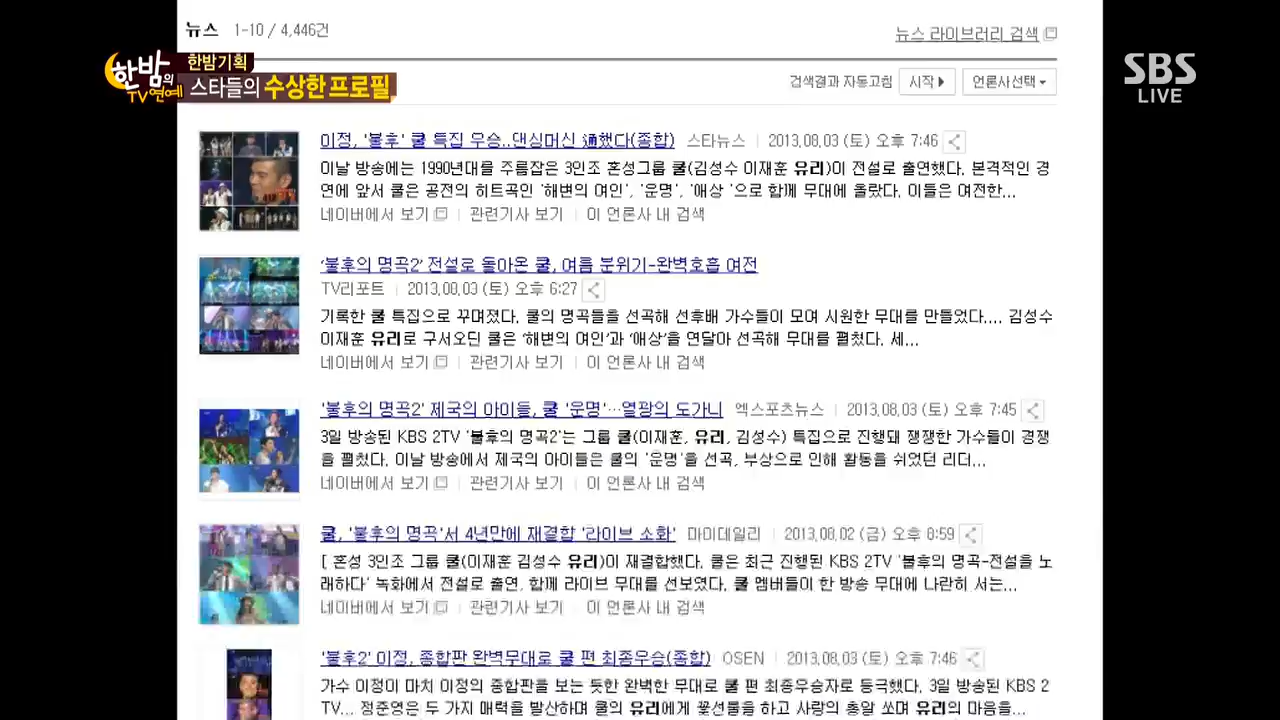 뉴스 1-10 / 4,446건
뉴스 라이브러리 검색
한밤의
TV연예
한밤기획
스타들의 수상한 프로필
SBS
LIVE
검색결과 자동고침 시작 언론사선택
이정, '불후' 쿨 특집 우승..댄싱머신 通했다(종합) 스타뉴스 2013.08.03 (토) 오후 7:46
이날 방송에는 1990년대를 주름잡은 3인조 혼성그룹 쿨(김성수 이재훈 유리)이 전설로 출연했다. 본격적인 경
연에 앞서 쿨은 공전의 히트곡인 '해변의 여인', '운명', '애상 '으로 함께 무대에 올랐다. 이들은 여전한...
네이버에서 보기 관련기사 보기 이 언론사 내 검색
'불후의 명곡2' 전설로 돌아온 쿨, 여름 분위기-완벽호흡 여전
TV리포트 2013.08.03 (토) 오후 6:27
기록한 쿨 특집으로 꾸며졌다. 쿨의 명곡들을 선곡해 선후배 가수들이 모여 시원한 무대를 만들었다.... 김성수
이재훈 유리로 구서오딘 쿨은 '해변의 여인'과 '애상'을 연달아 선곡해 무대를 펼쳤다. 세...
네이버에서 보기 관련기사 보기 이 언론사 내 검색
'불후의 명곡2' 제국의 아이들, 쿨 '운명'…열광의 도가니 엑스포츠뉴스 2013.08.03 (토) 오후 7:45
3일 방송된 KBS 2TV '불후의 명곡2'는 그룹 쿨(이재훈, 유리, 김성수) 특집으로 진행돼 쟁쟁한 가수들이 경쟁
을 펼쳤다. 이날 방송에서 제국의 아이들은 쿨의 '운명'을 선곡, 부상으로 인해 활동을 쉬었던 리더...
네이버에서 보기 관련기사 보기 이 언론사 내 검색
쿨, '불후의 명곡'서 4년만에 재결합 '라이브 소화' 마이데일리 2013.08.02 (금) 오후 8:59
[ 혼성 3인조 그룹 쿨(이재훈 김성수 유리)이 재결합했다. 쿨은 최근 진행된 KBS 2TV '불후의 명곡-전설을 노
래하다' 녹화에서 전설로 출연, 함께 라이브 무대를 선보였다. 쿨 멤버들이 한 방송 무대에 나란히 서는...
네이버에서 보기 관련기사 보기 이 언론사 내 검색
'불후2' 이정, 종합판 완벽무대로 쿨 편 최종우승(종합) OSEN 2013.08.03 (토) 오후 7:46
가수 이정이 마치 이정의 종합판을 보는 듯한 완벽한 무대로 쿨 편 최종우승자로 등극했다. 3일 방송된 KBS 2
TV... 정준영은 두 가지 매력을 발산하며 쿨의 유리에게 꽃선물을 하고 사랑의 총알 쏘며 유리의 마음을...